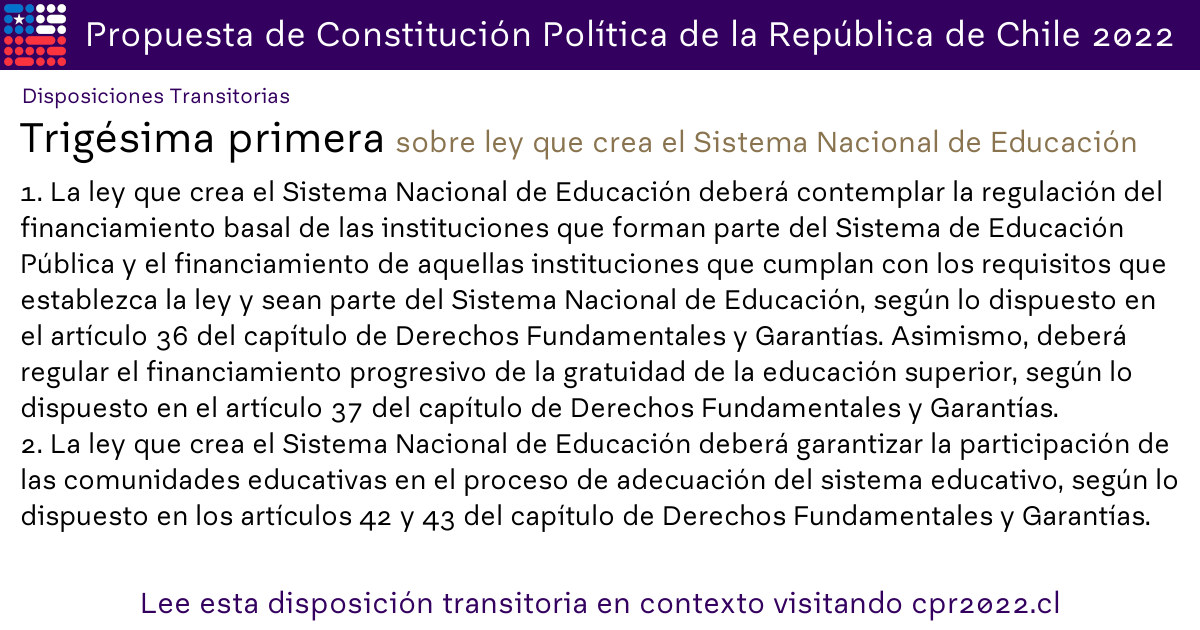 Propuesta de Constitución Política de la República de Chile 2022
Disposiciones Transitorias
Trigésima primera sobre ley que crea el Sistema Nacional de Educación
1. La ley que crea el Sistema Nacional de Educación deberá contemplar la regulación del
financiamiento basal de las instituciones que forman parte del Sistema de Educación
Pública y el financiamiento de aquellas instituciones que cumplan con los requisitos que
establezca la ley y sean parte del Sistema Nacional de Educación, según lo dispuesto en
el artículo 36 del capítulo de Derechos Fundamentales y Garantías. Asimismo, deberá
regular el financiamiento progresivo de la gratuidad de la educación superior, según lo
dispuesto en el artículo 37 del capítulo de Derechos Fundamentales y Garantías.
2. La ley que crea el Sistema Nacional de Educación deberá garantizar la participación de
las comunidades educativas en el proceso de adecuación del sistema educativo, según lo
dispuesto en los artículos 42 y 43 del capítulo de Derechos Fundamentales y Garantías.
Lee esta disposición transitoria en contexto visitando cpr2022.cl